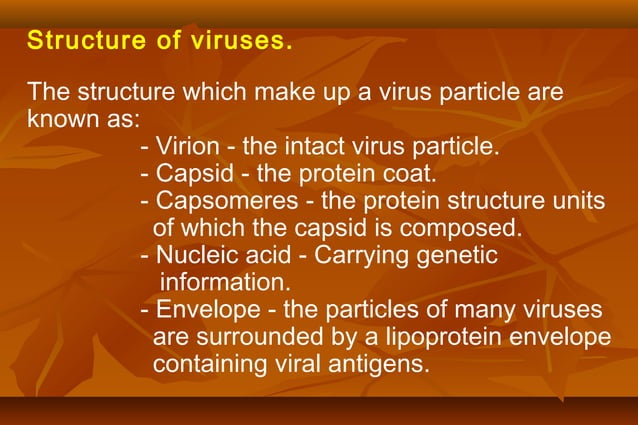 Structure of viruses.
The structure which make up a virus particle are
known as:
- Virion - the intact virus particle.
- Capsid - the protein coat.
- Capsomeres - the protein structure units
of which the capsid is composed.
- Nucleic acid - Carrying genetic
information.
- Envelope - the particles of many viruses
are surrounded by a lipoprotein envelope
containing viral antigens.